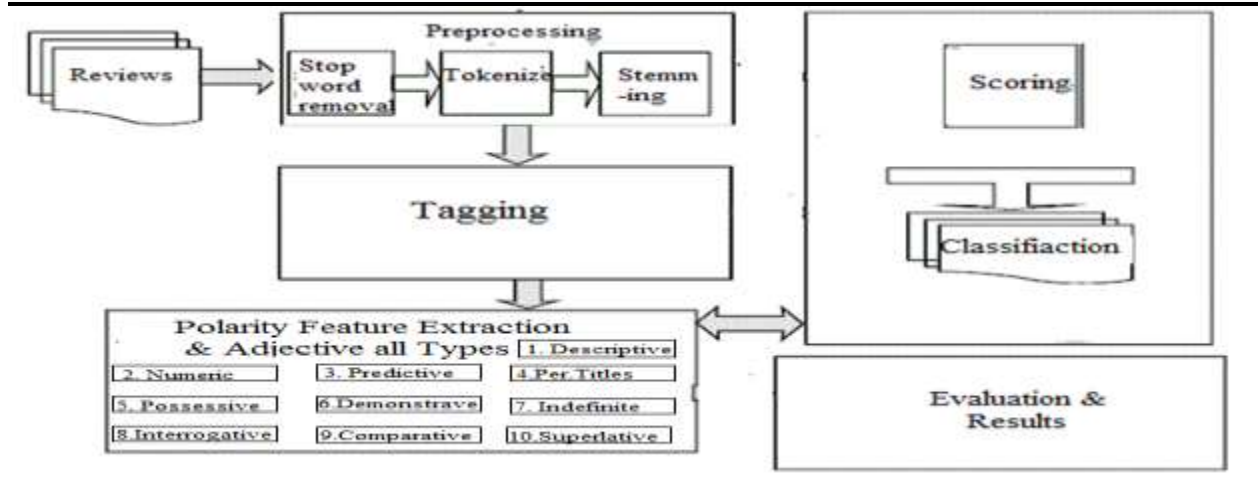 Reviews
Preprocessing
Stop
word
removal
Tokenize
Stemm
-ing
Tagging
Polarity Feature Extraction
& Adjective all Types
1. Descriptive
2. Numeric
3. Predictive
4.Per.Titles
5. Possessive
6.Demonstrave
7. Indefinite
8.Interrogative
9.Comparative
10.Superlative
Scoring
Classifiaction
Evaluation &
Results